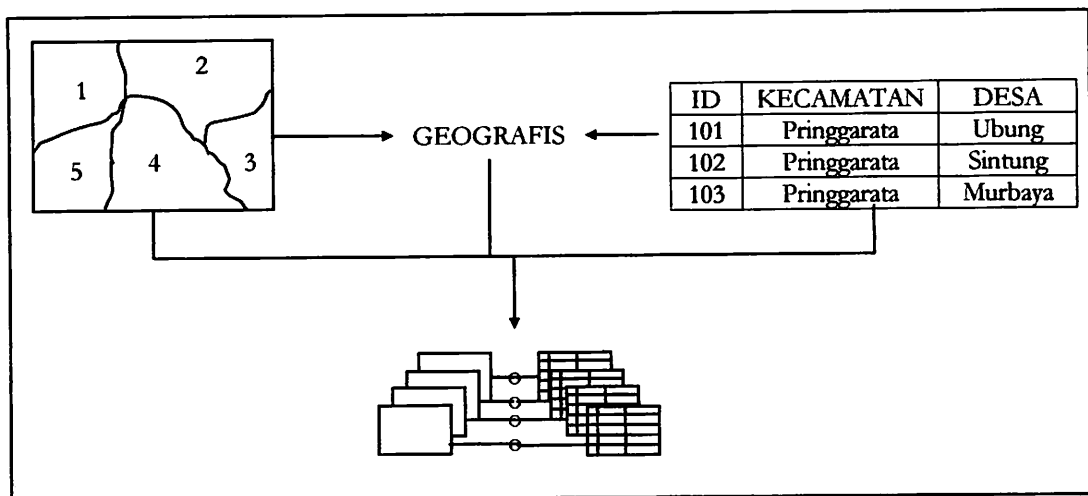 1
2
3
4
5
GEOGRAFIS
ID KECAMATAN DESA
101 Pringgarata Ubung
102 Pringgarata Sintung
103 Pringgarata Murbaya